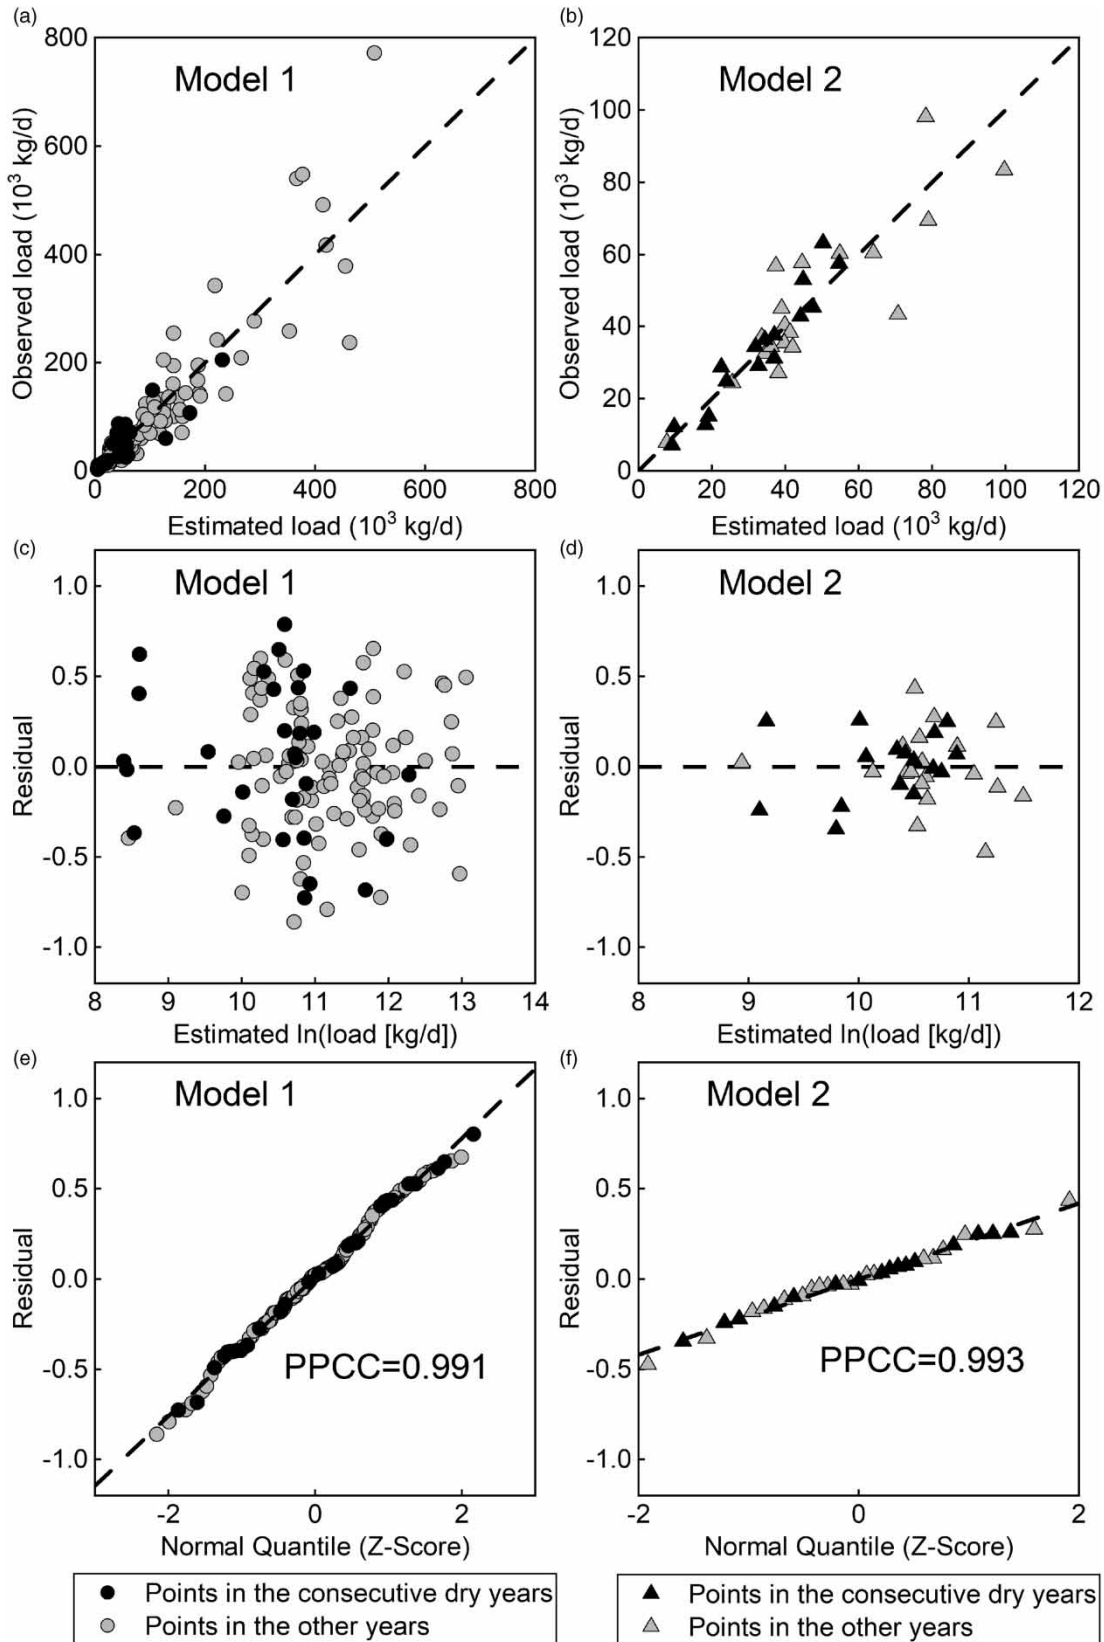 (a)
800
600
400
200
0
Observed load (10³ kg/d)
Model 1
0 200 400 600 800
Estimated load (10³ kg/d)
(b)
120
100
80
60
40
20
0
Observed load (10³ kg/d)
Model 2
0 20 40 60 80 100 120
Estimated load (10³ kg/d)
(c)
1.0
0.5
0.0
-0.5
-1.0
Residual
Model 1
8 9 10 11 12 13 14
Estimated ln(load [kg/d])
(d)
1.0
0.5
0.0
-0.5
-1.0
Residual
Model 2
8 9 10 11 12
Estimated ln(load [kg/d])
(e)
1.0
0.5
0.0
-0.5
-1.0
Residual
Model 1
PPCC=0.991
-2 0 2
Normal Quantile (Z-Score)
(f)
1.0
0.5
0.0
-0.5
-1.0
Residual
Model 2
PPCC=0.993
-2 0 2
Normal Quantile (Z-Score)
Points in the consecutive dry years
Points in the other years
Points in the consecutive dry years
Points in the other years